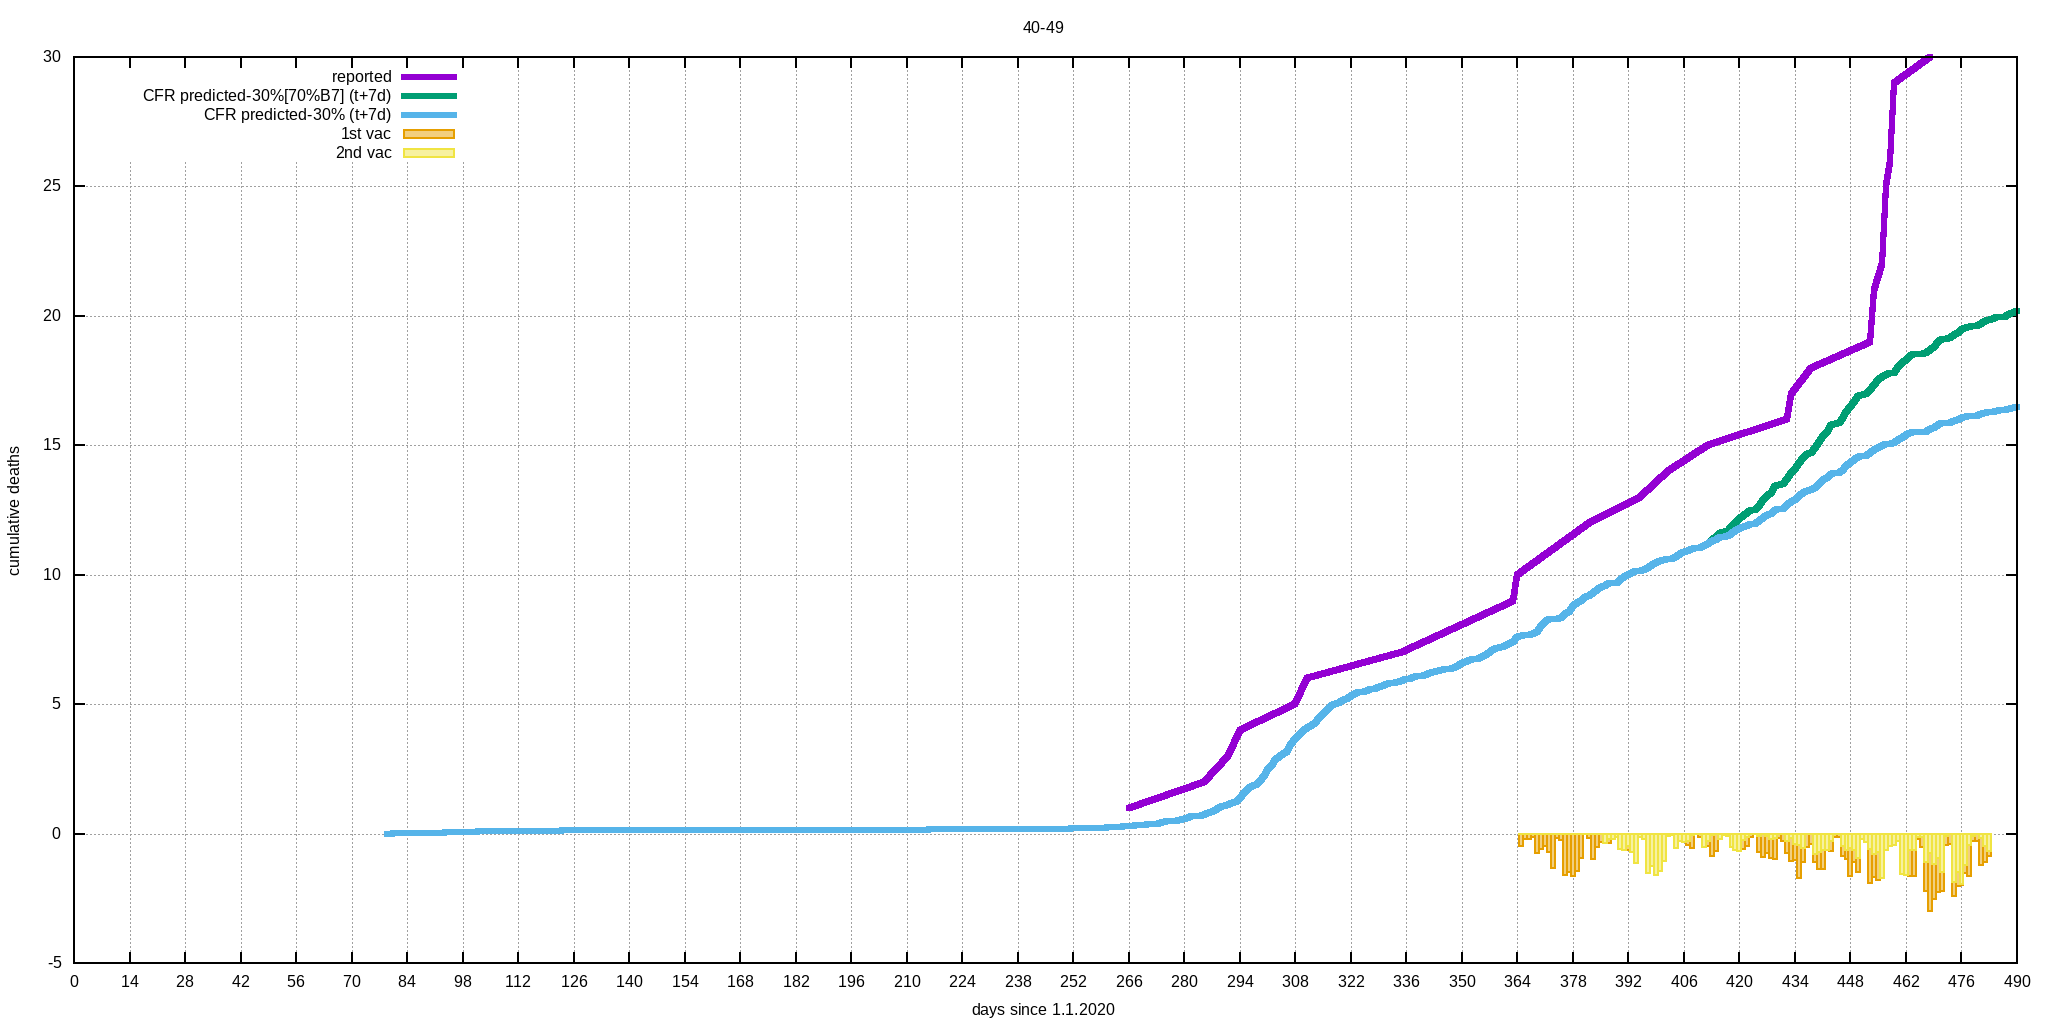 40-49
reported
CFR predicted-30%[70%B7] (t+7d)
CFR predicted-30% (t+7d)
1st vac
2nd vac
30
25
20
15
10
5
0
-5
cumulative deaths
0 14 28 42 56 70 84 98 112 126 140 154 168 182 196 210 224 238 252 266 280 294 308 322 336 350 364 378 392 406 420 434 448 462 476 490
days since 1.1.2020